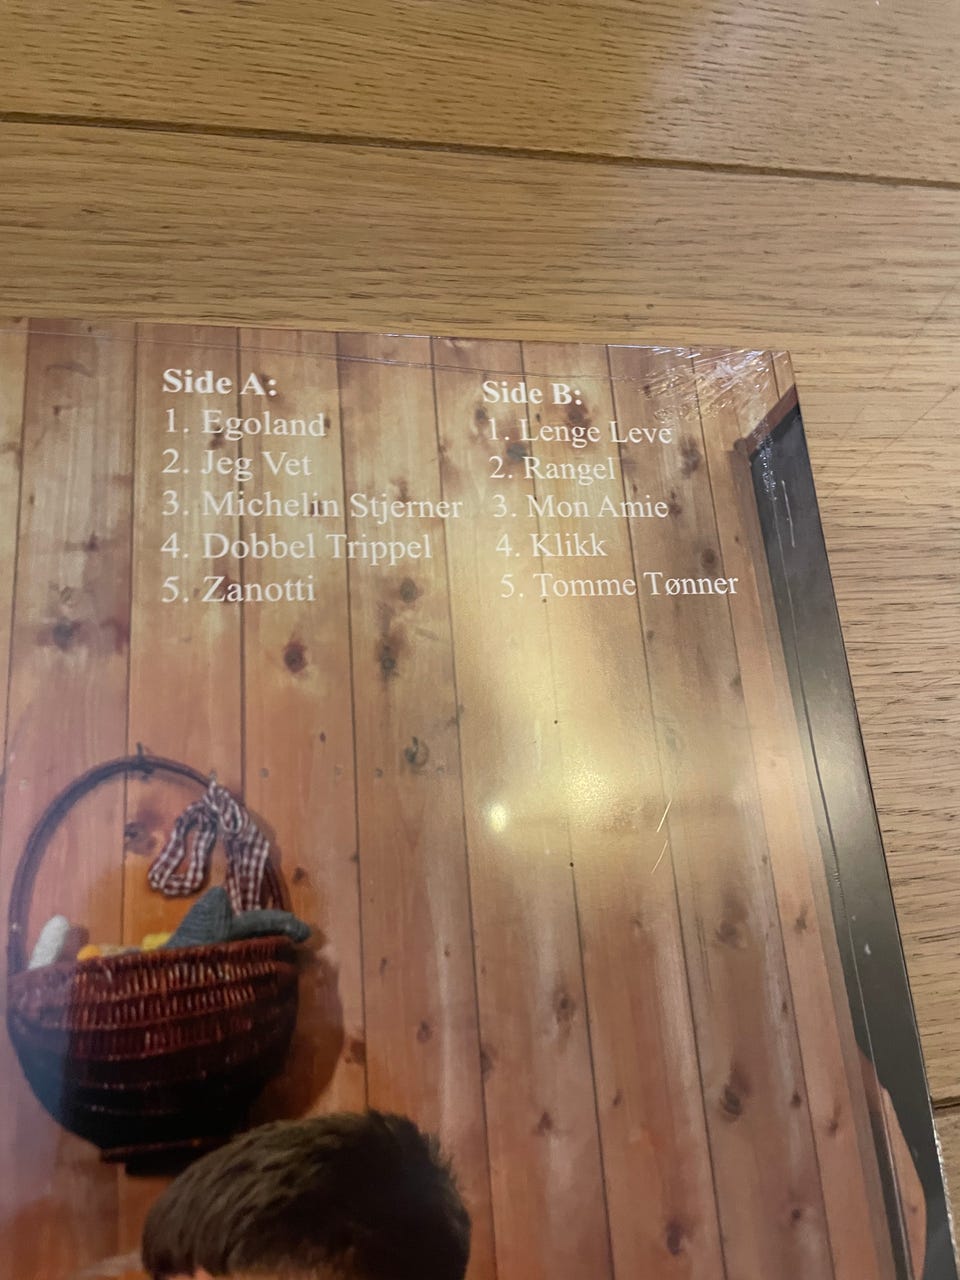 Side A:
1. Egoland
2. Jeg Vet
3. Michelin Stjerner
4. Dobbel Trippel
5. Zanotti
Side B:
1. Lenge Leve
2. Rangel
3. Mon Amie
4. Klikk
5. Tomme Tønner